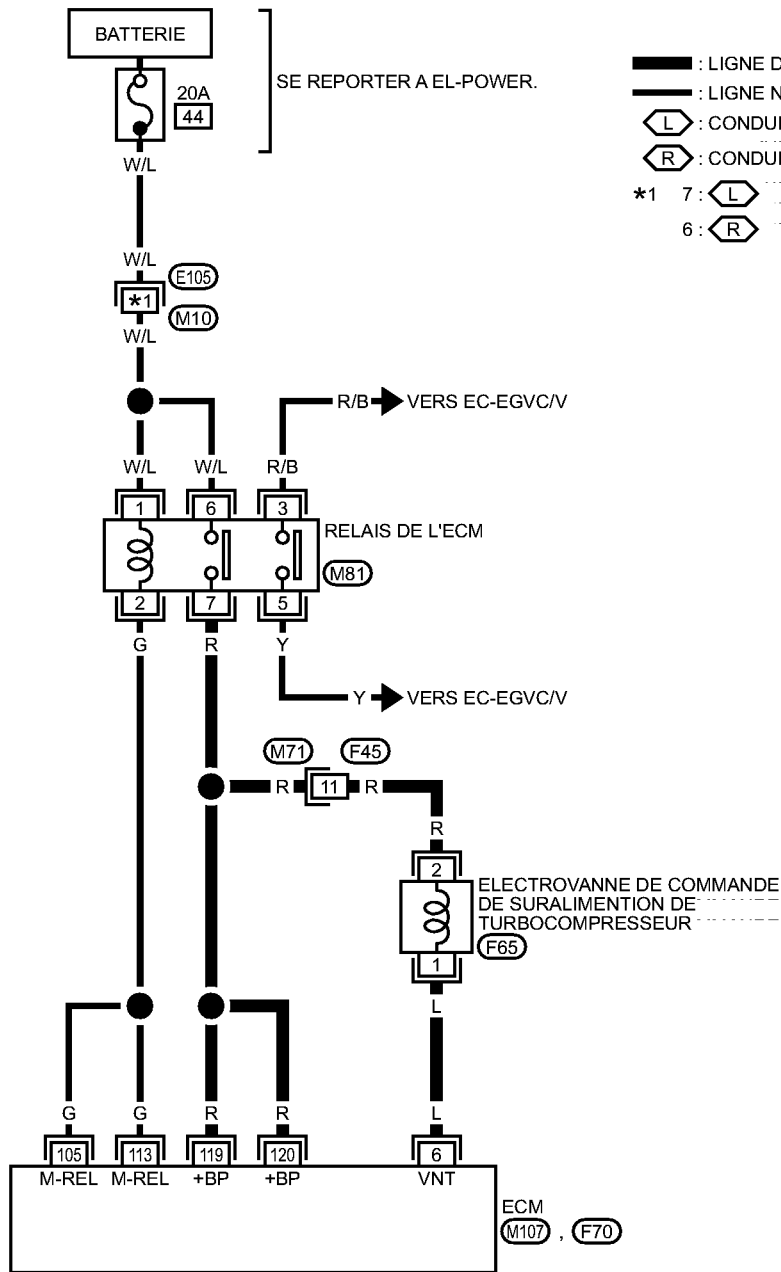 BATTERIE
SE REPORTER A EL-POWER.
20A
44
: LIGNE D
: LIGNE N
L : CONDUI
R : CONDUI
*1 7 : L
6 : R
W/L
W/L
E105
*1
M10
W/L
R/B VERS EC-EGVC/V
W/L W/L R/B
1 6 3
RELAIS DE L'ECM
M81
2 7 5
G R Y
Y VERS EC-EGVC/V
M71 F45
R 11 R
R
2
ELECTROVANNE DE COMMANDE
DE SURALIMENTION DE
TURBOCOMPRESSEUR
F65
1
L
G G R R L
105 113 119 120 6
M-REL M-REL +BP +BP VNT
ECM
M107 , F70